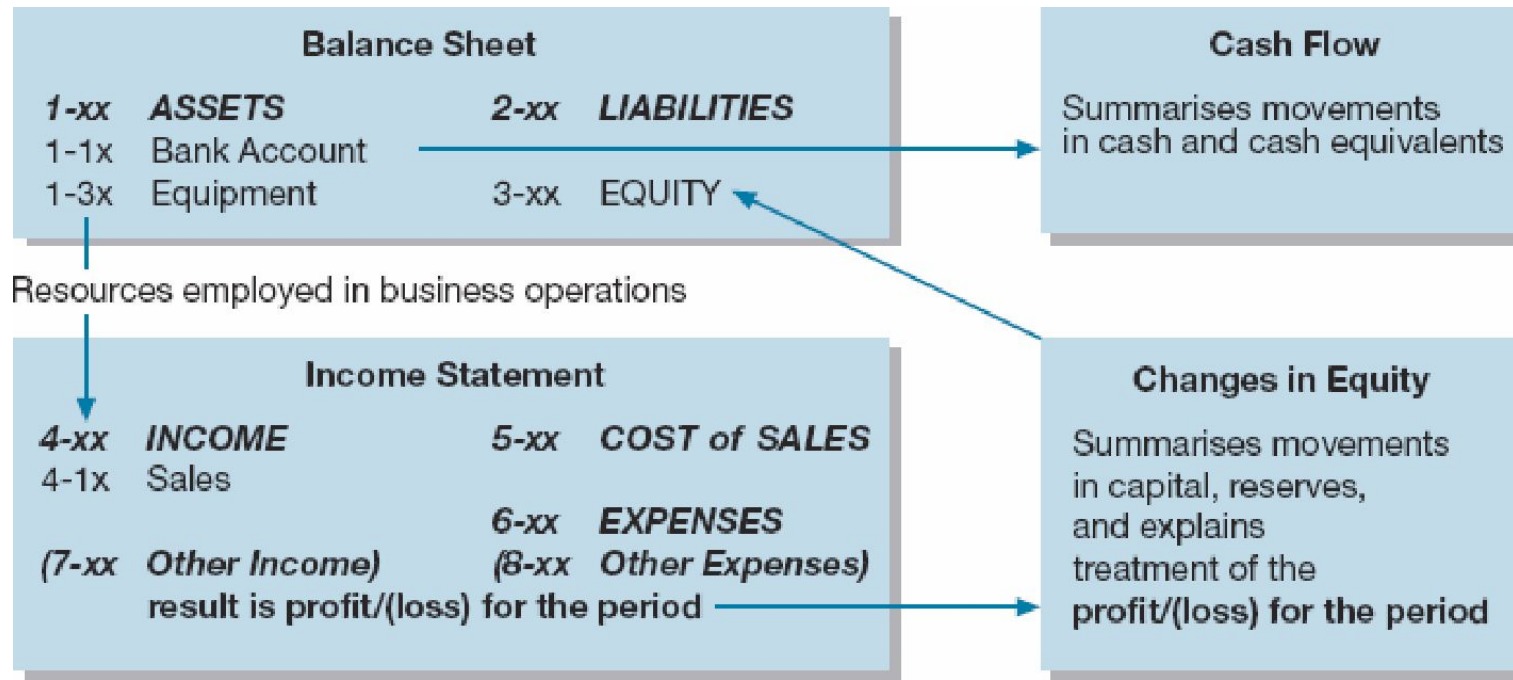 Balance Sheet
1-xx ASSETS 2-xx LIABILITIES
1-1x Bank Account
1-3x Equipment 3-xx EQUITY
Cash Flow
Summarises movements
in cash and cash equivalents
Resources employed in business operations
Income Statement
4-xx INCOME 5-xx COST of SALES
4-1x Sales
6-xx EXPENSES
(7-xx Other Income) (8-xx Other Expenses)
result is profit/(loss) for the period
Changes in Equity
Summarises movements
in capital, reserves,
and explains
treatment of the
profit/(loss) for the period